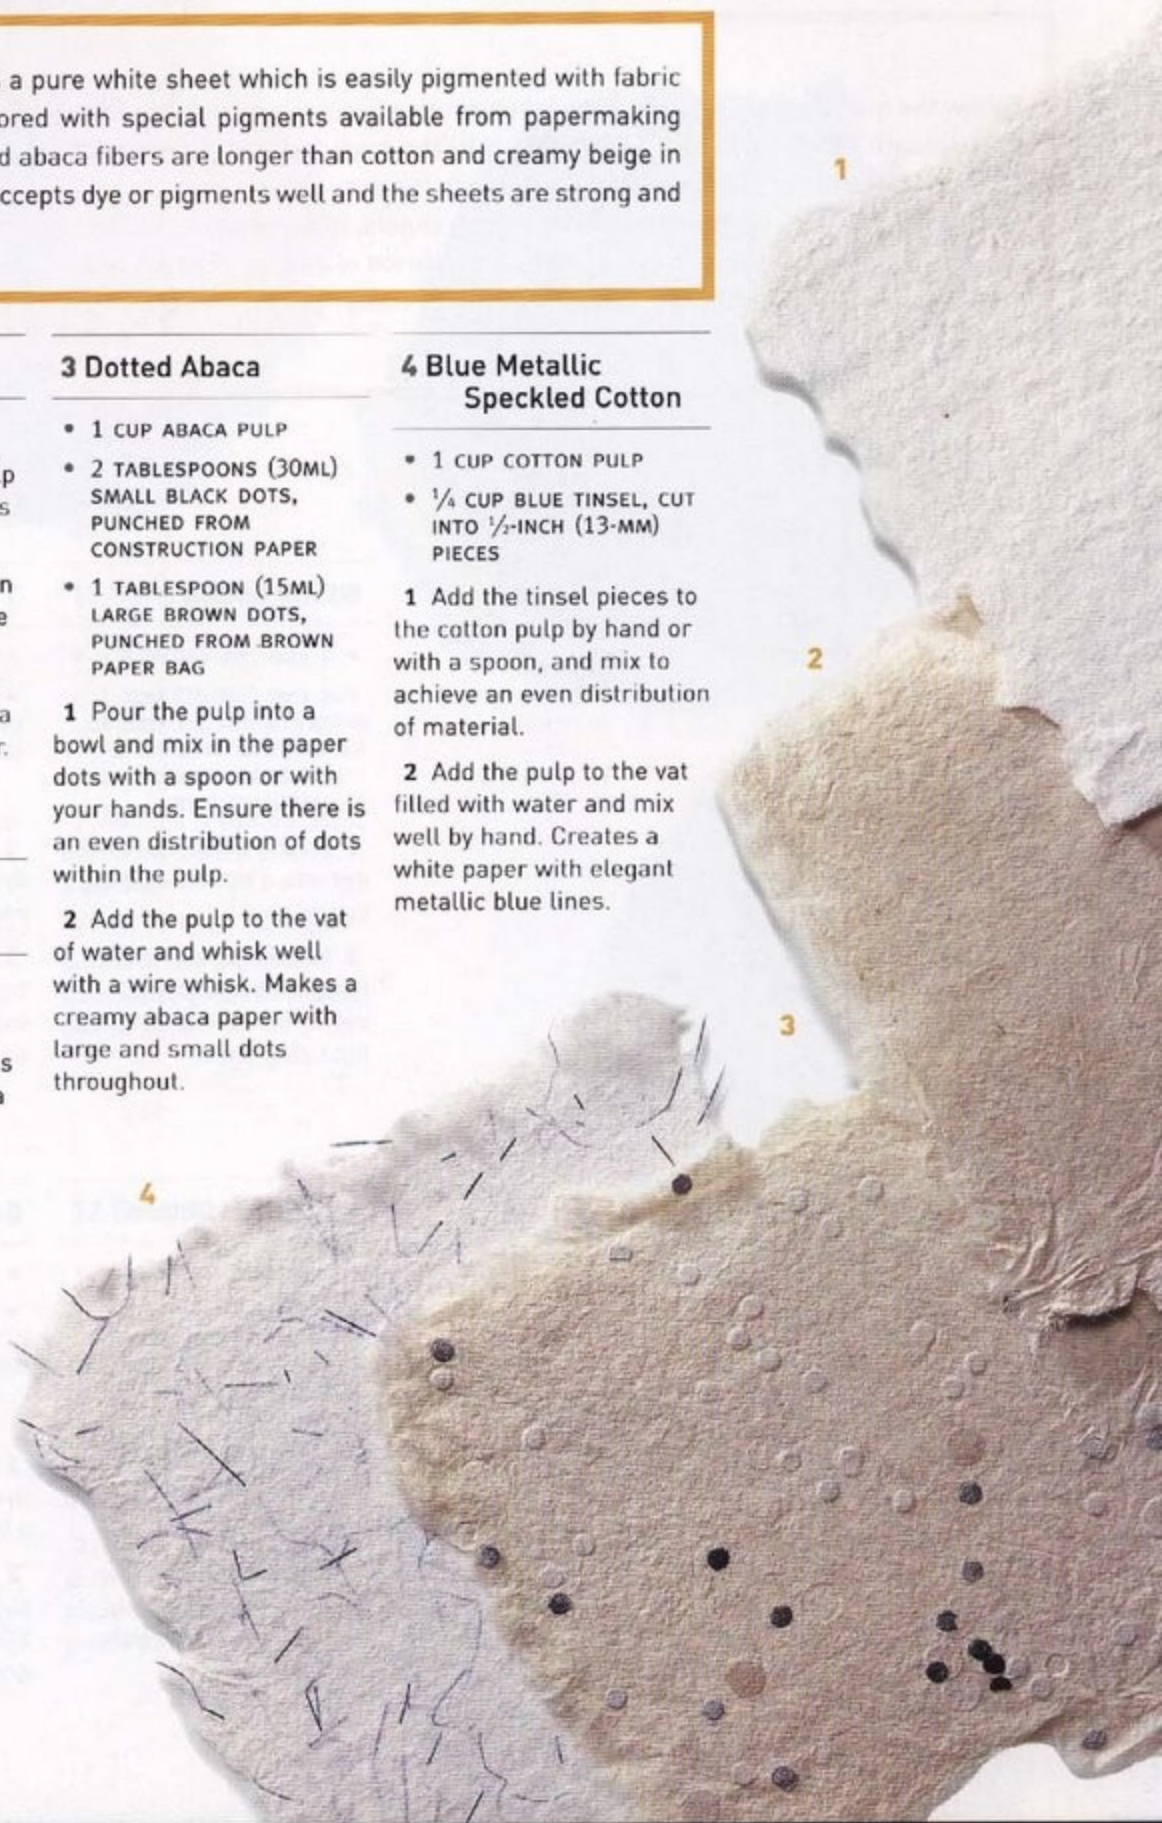 a pure white sheet which is easily pigmented with fabric
ored with special pigments available from papermaking
d abaca fibers are longer than cotton and creamy beige in
ccepts dye or pigments well and the sheets are strong and
3 Dotted Abaca
• 1 CUP ABACA PULP
• 2 TABLESPOONS (30ML)
SMALL BLACK DOTS,
PUNCHED FROM
CONSTRUCTION PAPER
• 1 TABLESPOON (15ML)
LARGE BROWN DOTS,
PUNCHED FROM BROWN
PAPER BAG
1 Pour the pulp into a
bowl and mix in the paper
dots with a spoon or with
your hands. Ensure there is
an even distribution of dots
within the pulp.
2 Add the pulp to the vat
of water and whisk well
with a wire whisk. Makes a
creamy abaca paper with
large and small dots
throughout.
4 Blue Metallic
Speckled Cotton
• 1 CUP COTTON PULP
• 1/4 CUP BLUE TINSEL, CUT
INTO 1/2-INCH (13-MM)
PIECES
1 Add the tinsel pieces to
the cotton pulp by hand or
with a spoon, and mix to
achieve an even distribution
of material.
2 Add the pulp to the vat
filled with water and mix
well by hand. Creates a
white paper with elegant
metallic blue lines.
1
2
3
4